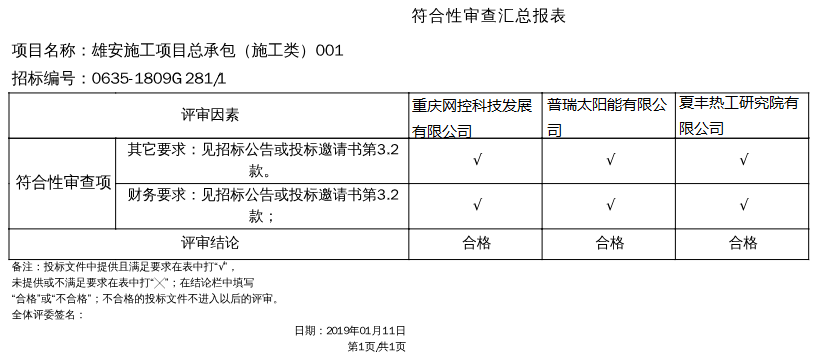 符合性审查汇总报表
项目名称：雄安施工项目总承包（施工类）001
招标编号：0635-1809G281/1
评审因素
重庆网控科技发展
有限公司
普瑞太阳能有限公
司
夏丰热工研究院有
限公司
符合性审查项
其它要求：见招标公告或投标邀请书第3.2
款。
√ √ √
财务要求：见招标公告或投标邀请书第3.2
款；
√ √ √
评审结论 合格 合格 合格
备注：投标文件中提供且满足要求在表中打“√”，
未提供或不满足要求在表中打“╳”；在结论栏中填写
“合格”或“不合格”；不合格的投标文件不进入以后的评审。
全体评委签名：
日期：2019年01月11日
第1页/共1页